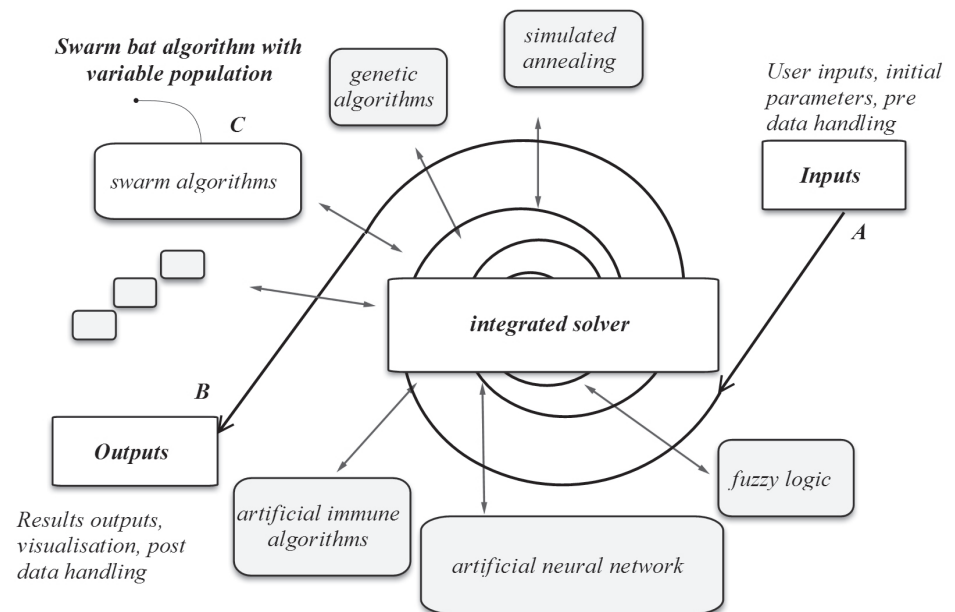 Swarm bat algorithm with
variable population
C
swarm algorithms
genetic
algorithms
simulated
annealing
User inputs, initial
parameters, pre
data handling
Inputs
A
integrated solver
B
Outputs
Results outputs,
visualisation, post
data handling
artificial immune
algorithms
artificial neural network
fuzzy logic